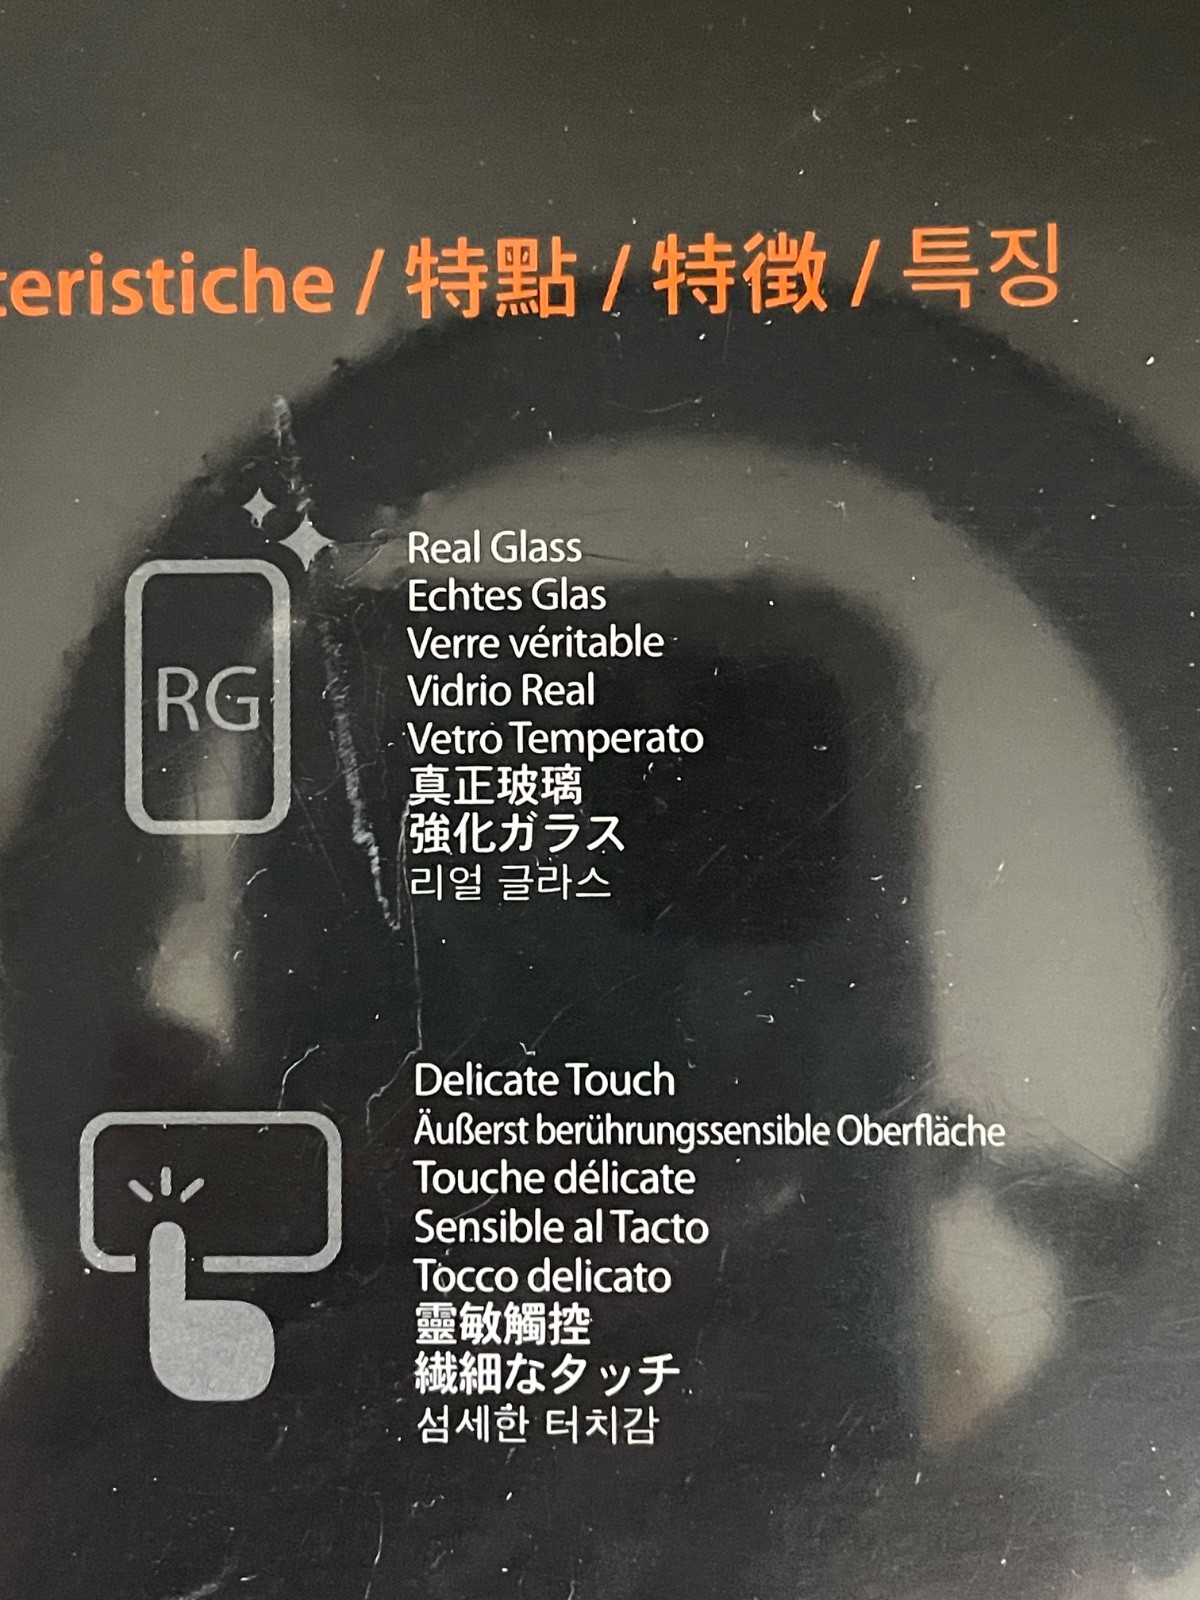 teristiche / 特點 / 特徵 / 특징
RG
Real Glass
Echtes Glas
Verre véritable
Vidrio Real
Vetro Temperato
真正玻璃
強化ガラス
리얼 글라스
Delicate Touch
Äußerst berührungssensible Oberfläche
Touche délicate
Sensible al Tacto
Tocco delicato
靈敏觸控
繊細なタッチ
섬세한 터치감